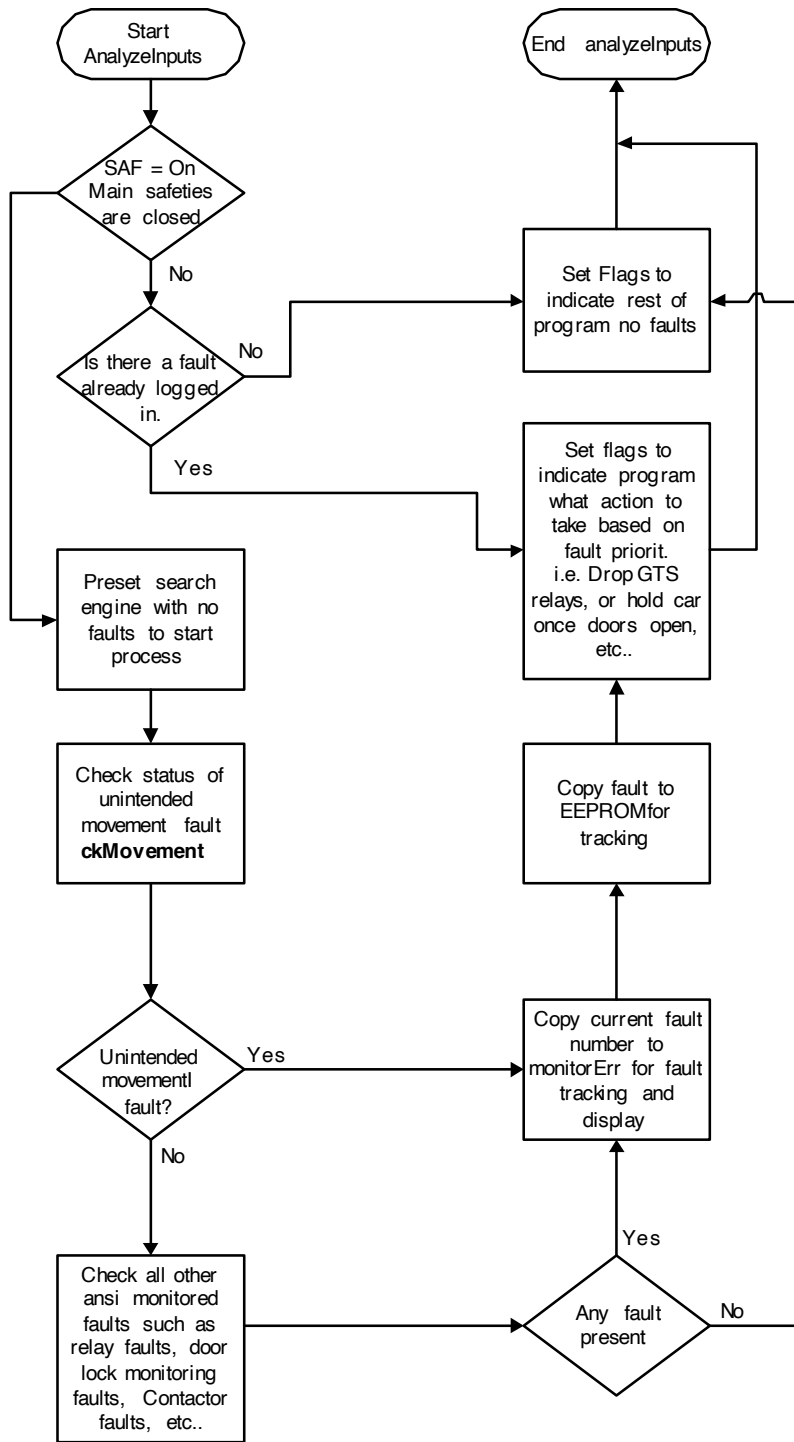 Start
AnalyzeInputs
End analyzeInputs
SAF = On
Main safeties
are closed
No
Set Flags to
indicate rest of
program no faults
Is there a fault
already logged
in.
No
Yes
Set flags to
indicate program
what action to
take based on
fault priorit.
i.e. Drop GTS
relays, or hold car
once doors open,
etc..
Preset search
engine with no
faults to start
process
Check status of
unintended
movement fault
ckMovement
Copy fault to
EEPROMfor
tracking
Unintended
movementl
fault?
Yes
No
Copy current fault
number to
monitorErr for fault
tracking and
display
Yes
Check all other
ansi monitored
faults such as
relay faults, door
lock monitoring
faults, Contactor
faults, etc..
Any fault
present
No